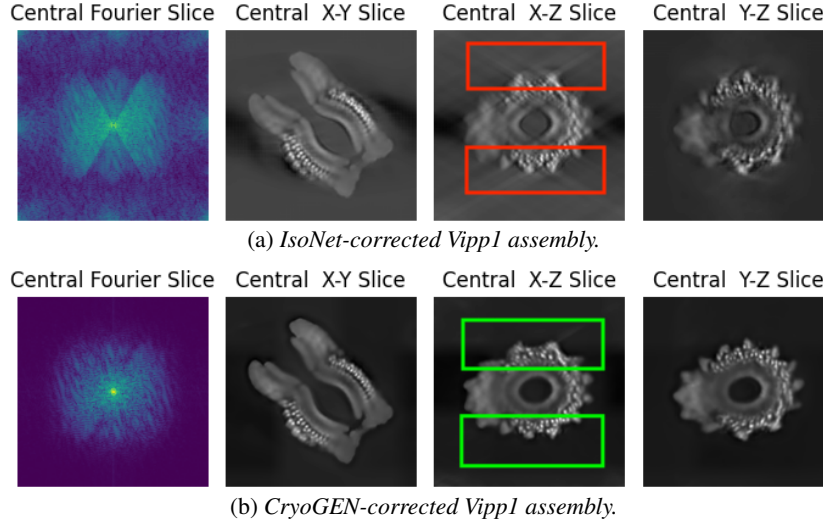 Central Fourier Slice Central X-Y Slice Central X-Z Slice Central Y-Z Slice
(a) IsoNet-corrected Vipp1 assembly.
Central Fourier Slice Central X-Y Slice Central X-Z Slice Central Y-Z Slice
(b) CryoGEN-corrected Vipp1 assembly.